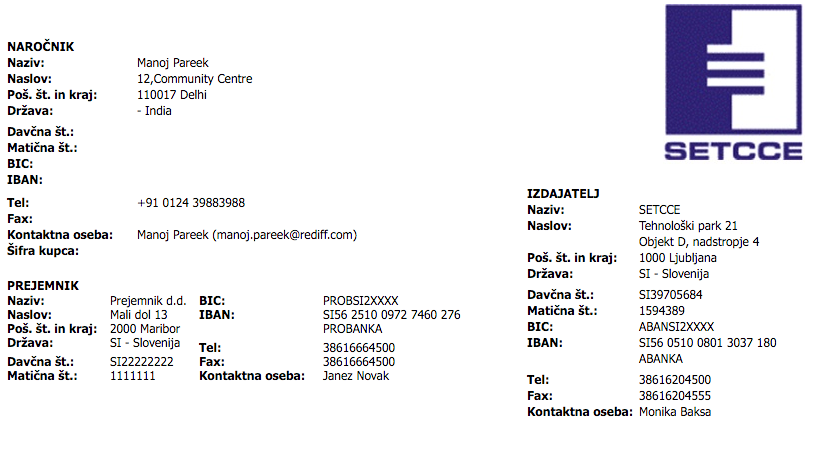 NAROČNIK
Naziv: Manoj Pareek
Naslov: 12,Community Centre
Poš. št. in kraj: 110017 Delhi
Država: - India
Davčna št.:
Matična št.:
BIC:
IBAN:
Tel: +91 0124 39883988
Fax:
Kontaktna oseba: Manoj Pareek (manoj.pareek@rediff.com)
Šifra kupca:
PREJEMNIK
Naziv: Prejemnik d.d. BIC: PROBSI2XXXX
Naslov: Mali dol 13 IBAN: SI56 2510 0972 7460 276
Poš. št. in kraj: 2000 Maribor PROBANKA
Država: SI - Slovenija
Tel: 38616664500
Davčna št.: SI22222222 Fax: 38616664500
Matična št.: 1111111 Kontaktna oseba: Janez Novak
SETCCE
IZDAJATELJ
Naziv: SETCCE
Naslov: Tehnološki park 21
Objekt D, nadstropje 4
Poš. št. in kraj: 1000 Ljubljana
Država: SI - Slovenija
Davčna št.: SI39705684
Matična št.: 1594389
BIC: ABANSI2XXXX
IBAN: SI56 0510 0801 3037 180
ABANKA
Tel: 38616204500
Fax: 38616204555
Kontaktna oseba: Monika Baksa